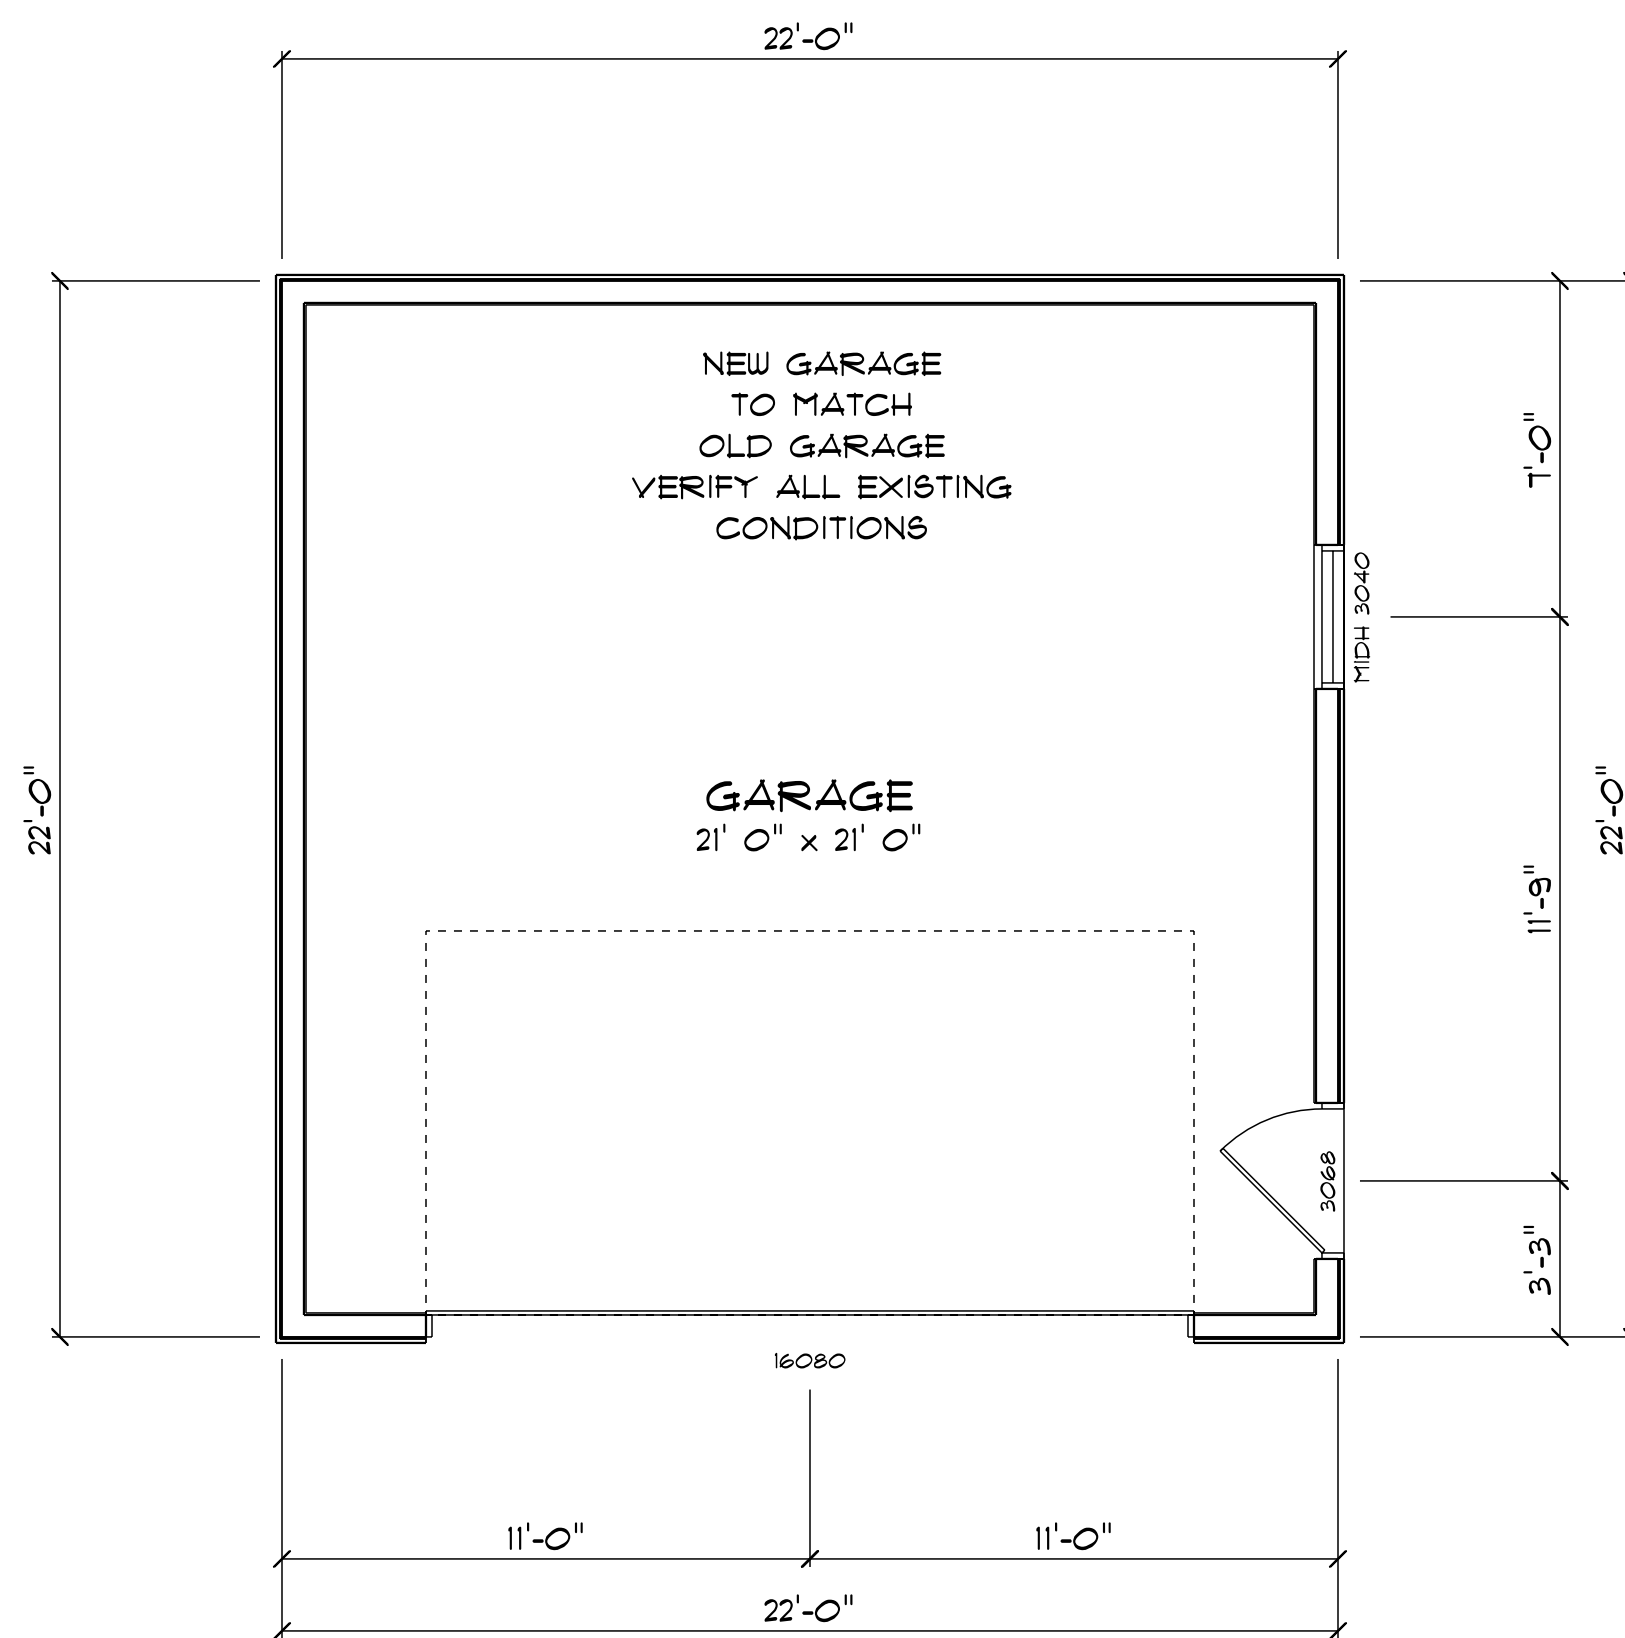 22'-0"
NEW GARAGE
TO MATCH
OLD GARAGE
VERIFY ALL EXISTING
CONDITIONS
7'-0"
MIDH 3040
22'-0"
GARAGE
21' 0" x 21' 0"
22'-0"
11'-9"
3068
3'-3"
16080
11'-0"
11'-0"
22'-0"